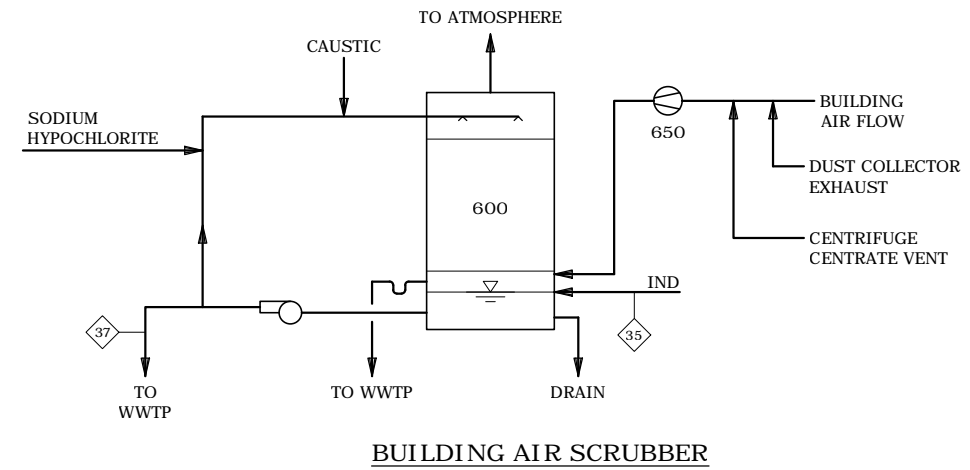 TO ATMOSPHERE
CAUSTIC
SODIUM
HYPOCHLORITE
650
BUILDING
AIR FLOW
DUST COLLECTOR
EXHAUST
600
CENTRIFUGE
CENTRATE VENT
IND
37
35
TO
WWTP
TO WWTP
DRAIN
BUILDING AIR SCRUBBER